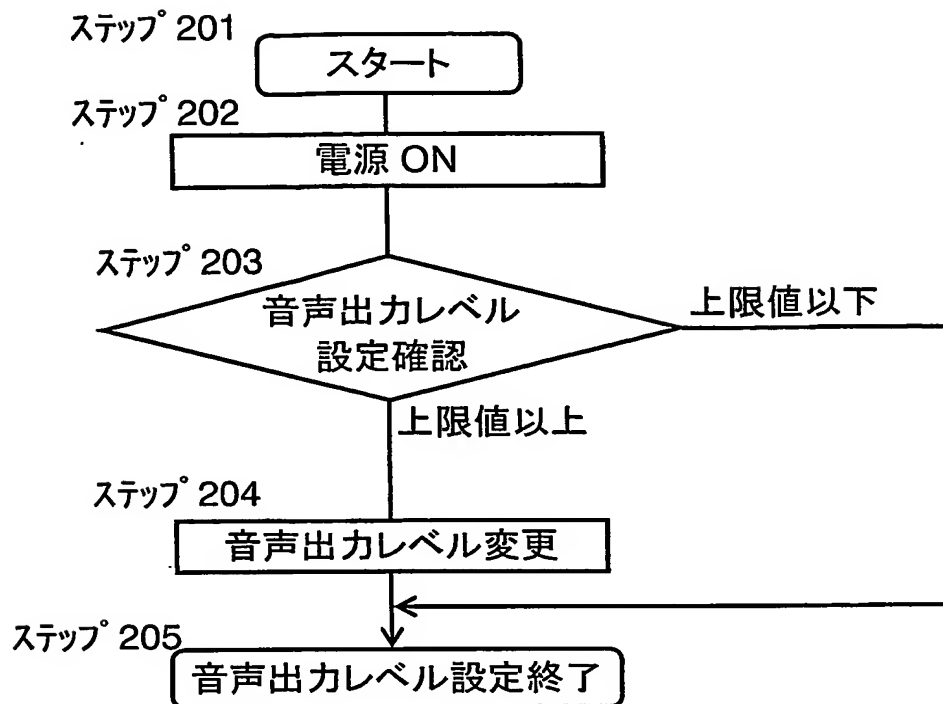 ステップ 201
スタート
ステップ 202
電源 ON
ステップ 203
音声出力レベル
設定確認
上限値以下
上限値以上
ステップ 204
音声出力レベル変更
ステップ 205
音声出力レベル設定終了